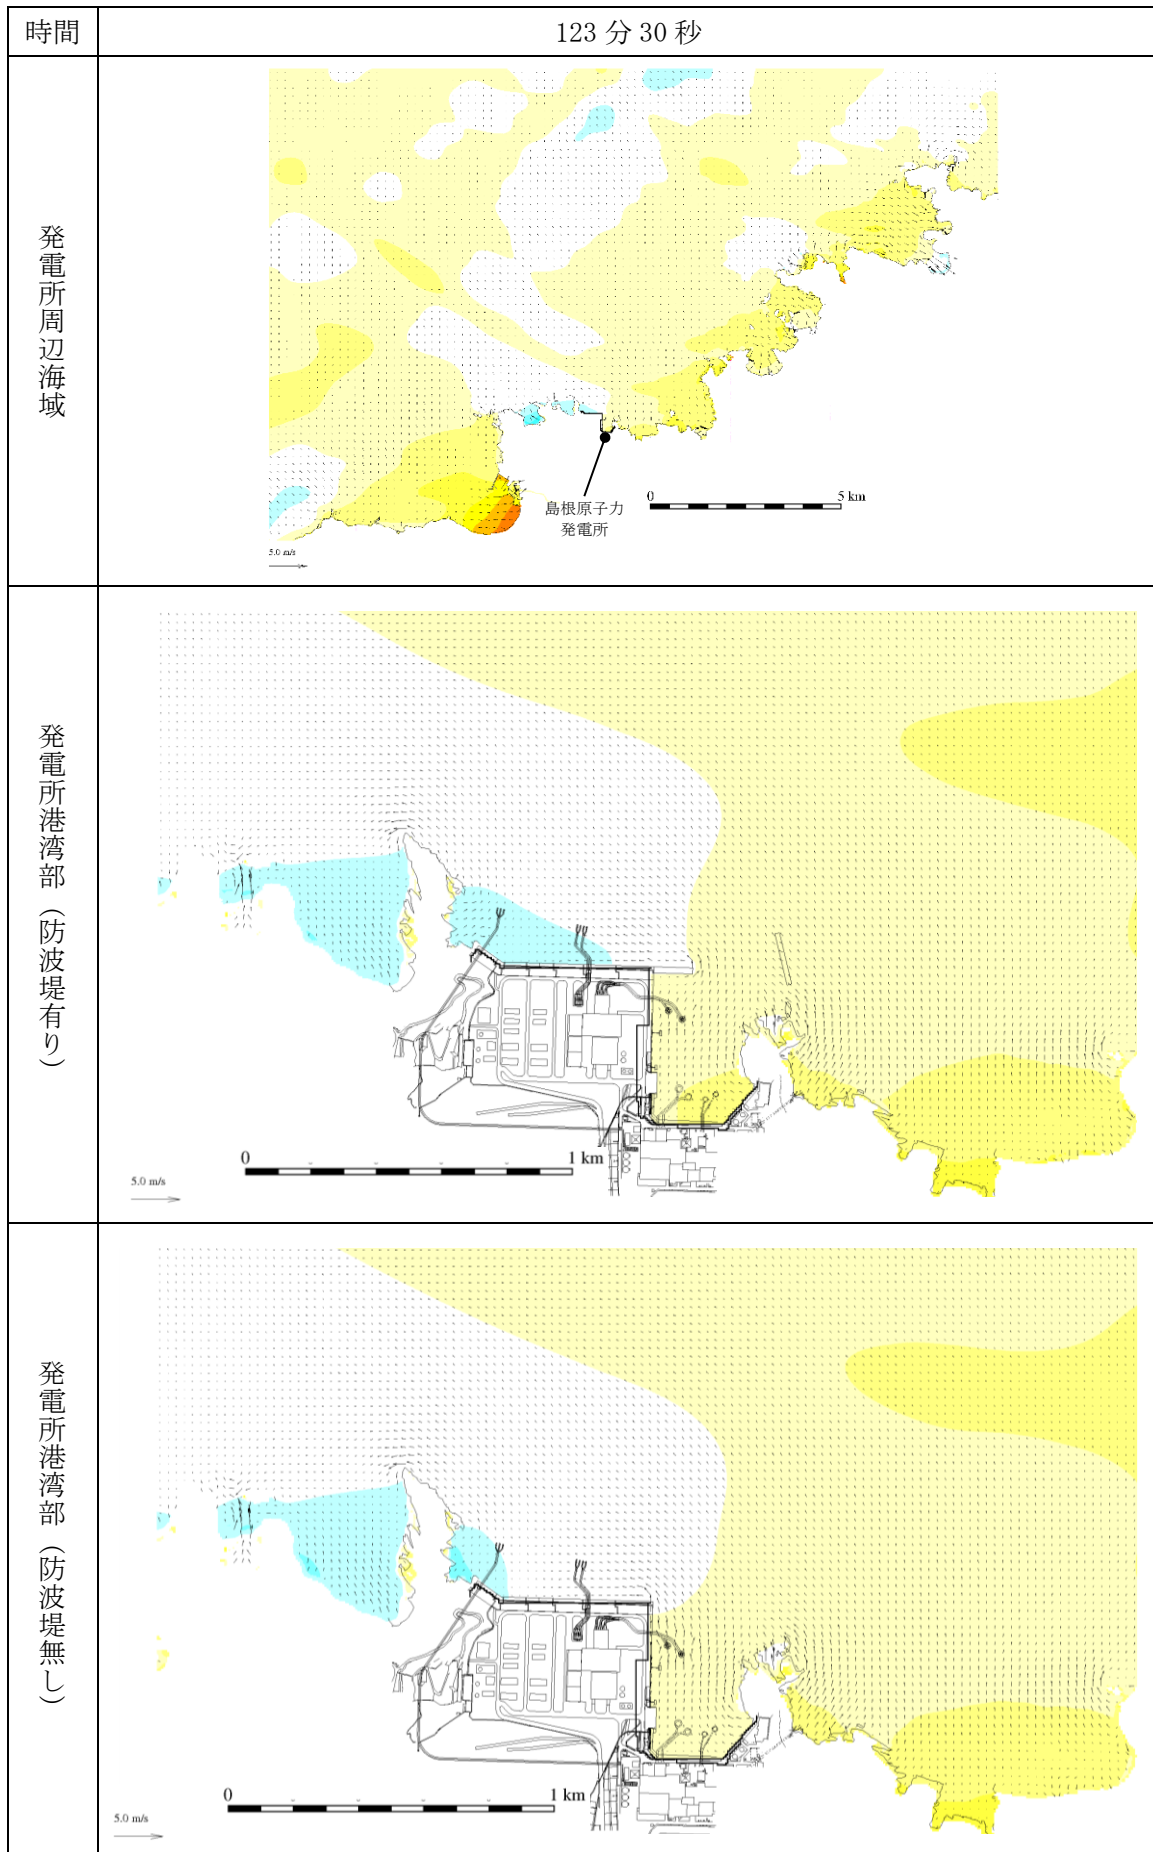 時間
123 分 30 秒
発電所周辺海域
島根原子力
発電所
0
5 km
5.0 m/s
発電所港湾部（防波堤有り）
0
1 km
5.0 m/s
発電所港湾部（防波堤無し）
0
1 km
5.0 m/s